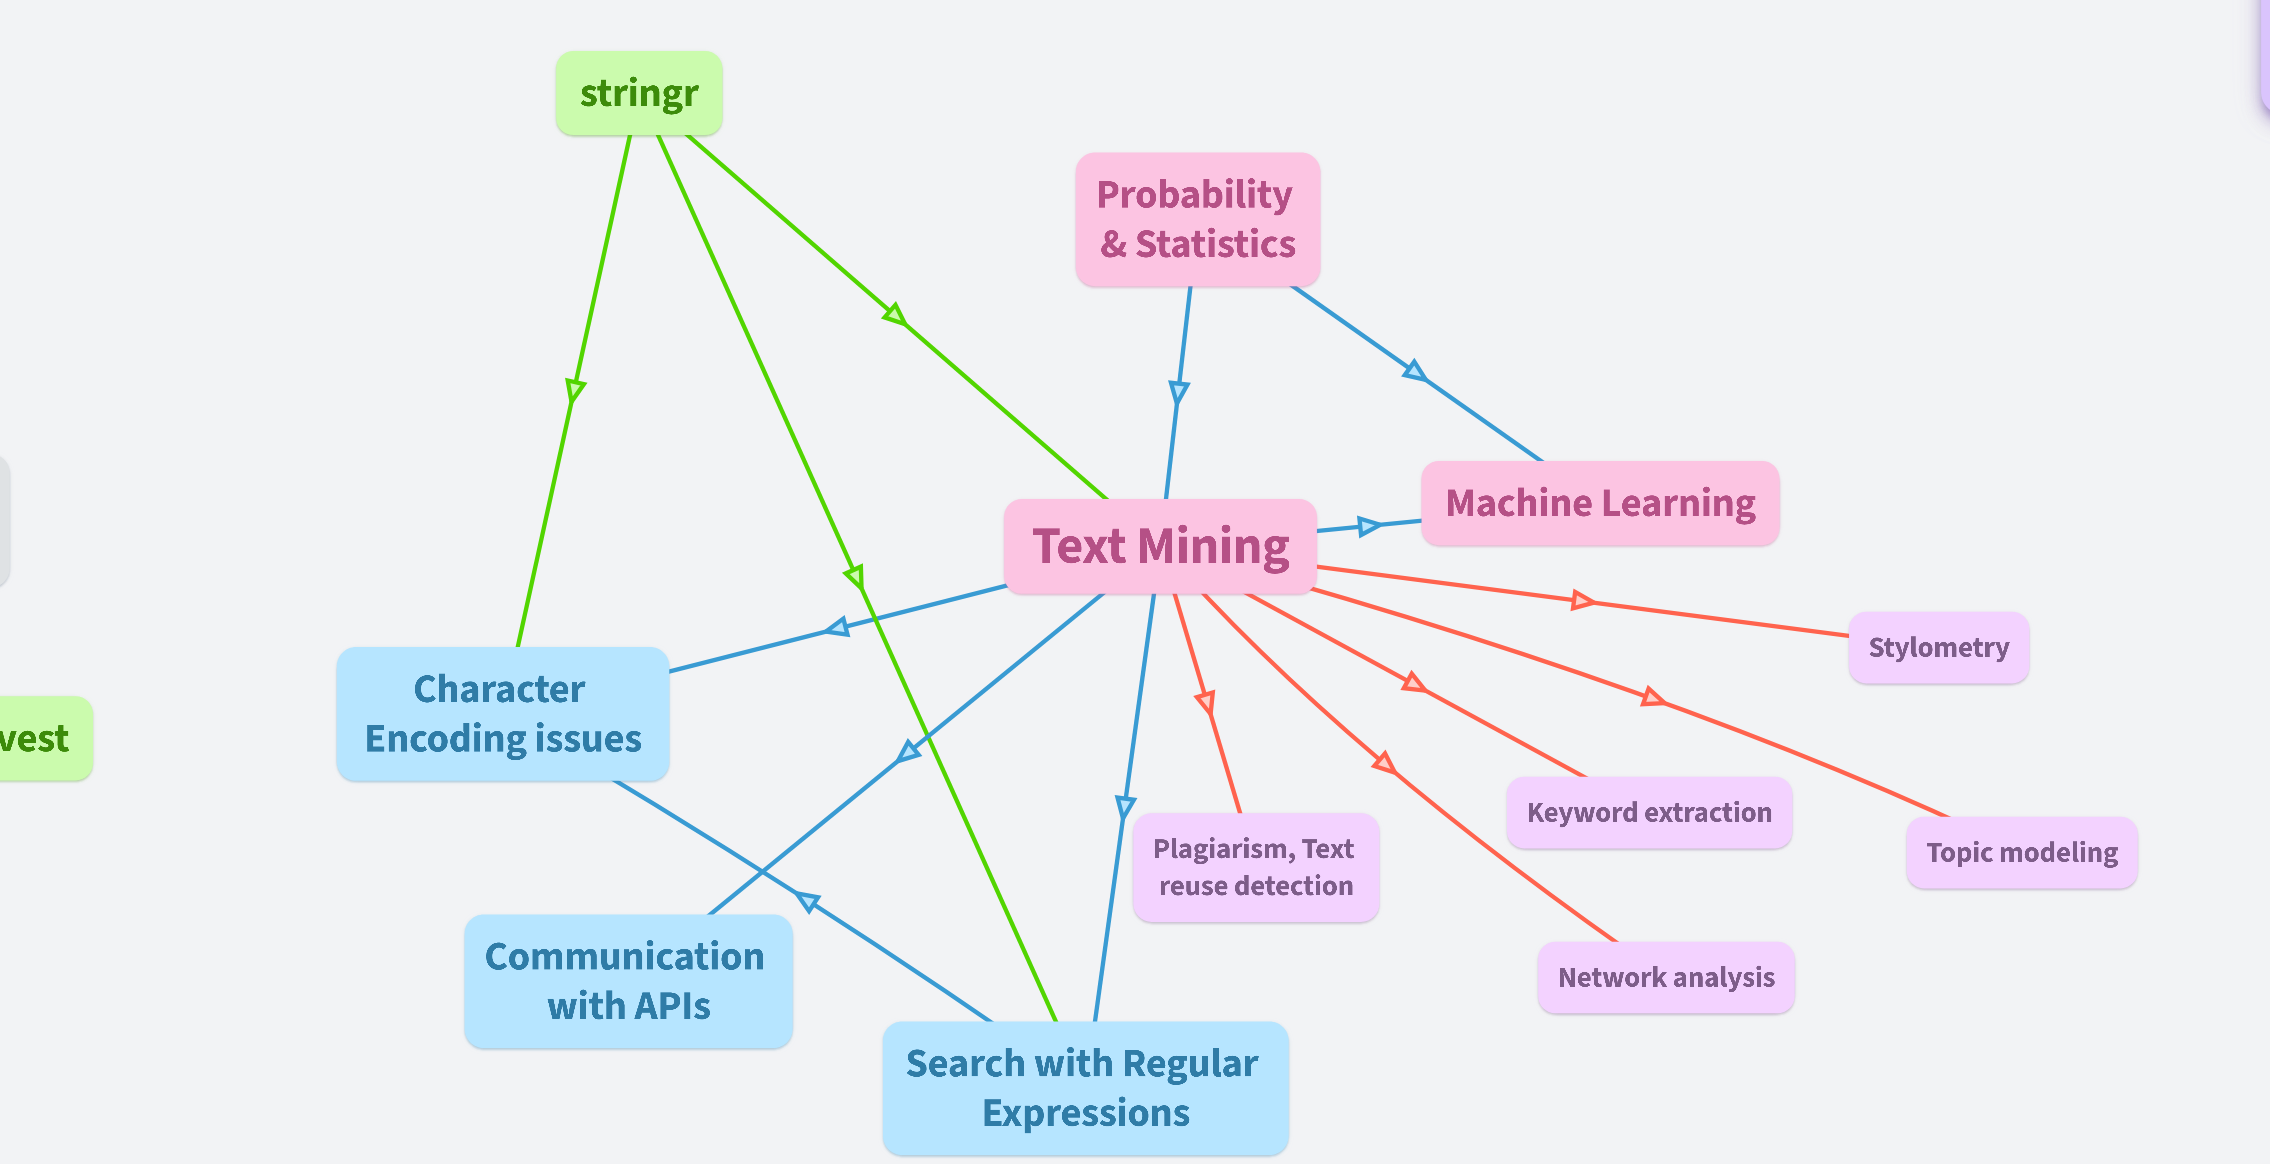 stringr
Probability
& Statistics
Machine Learning
Text Mining
Stylometry
Character
Encoding issues
vest
Keyword extraction
Plagiarism, Text
reuse detection
Topic modeling
Communication
with APIs
Network analysis
Search with Regular
Expressions